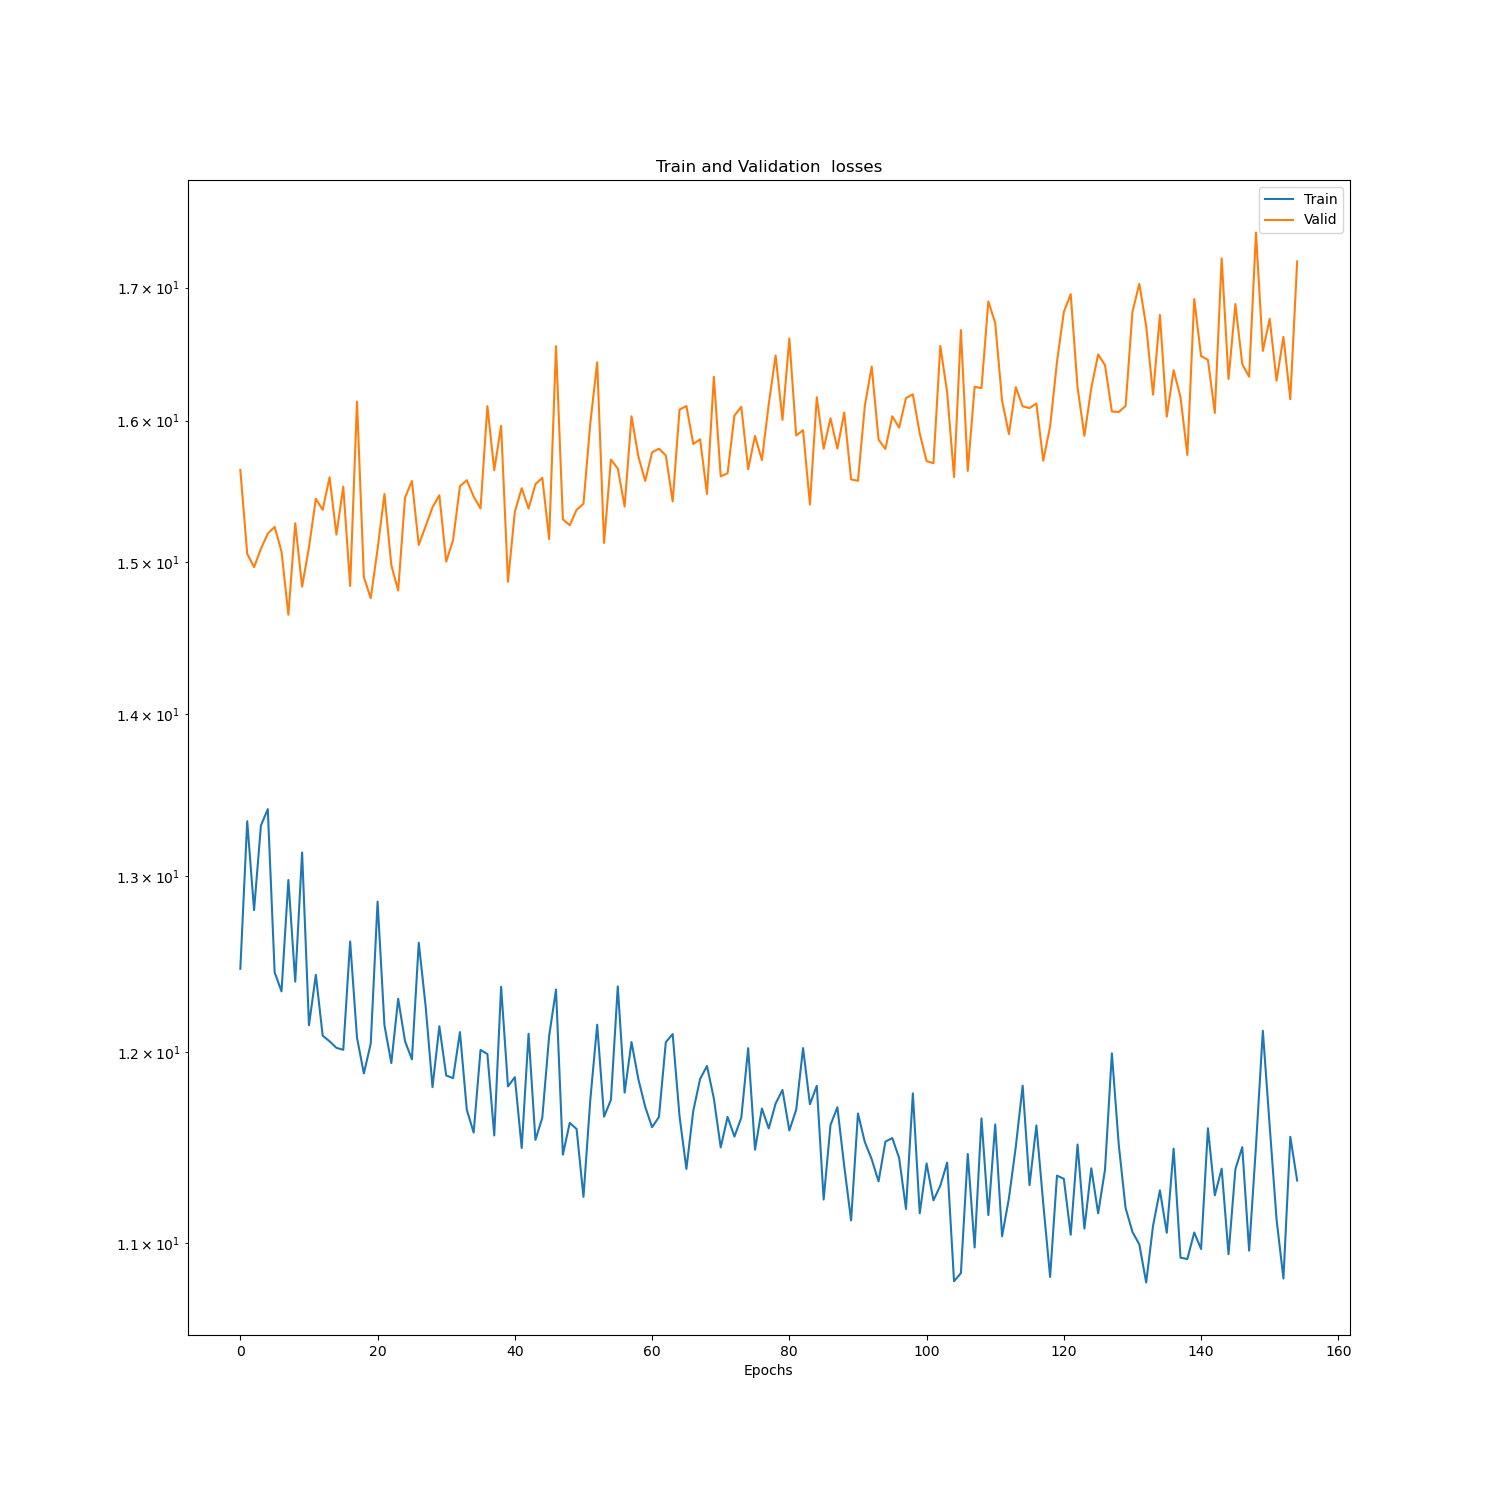 Train and Validation  losses
Train
Valid
1.7 × 10¹
1.6 × 10¹
1.5 × 10¹
1.4 × 10¹
1.3 × 10¹
1.2 × 10¹
1.1 × 10¹
0 20 40 60 80 100 120 140 160
Epochs